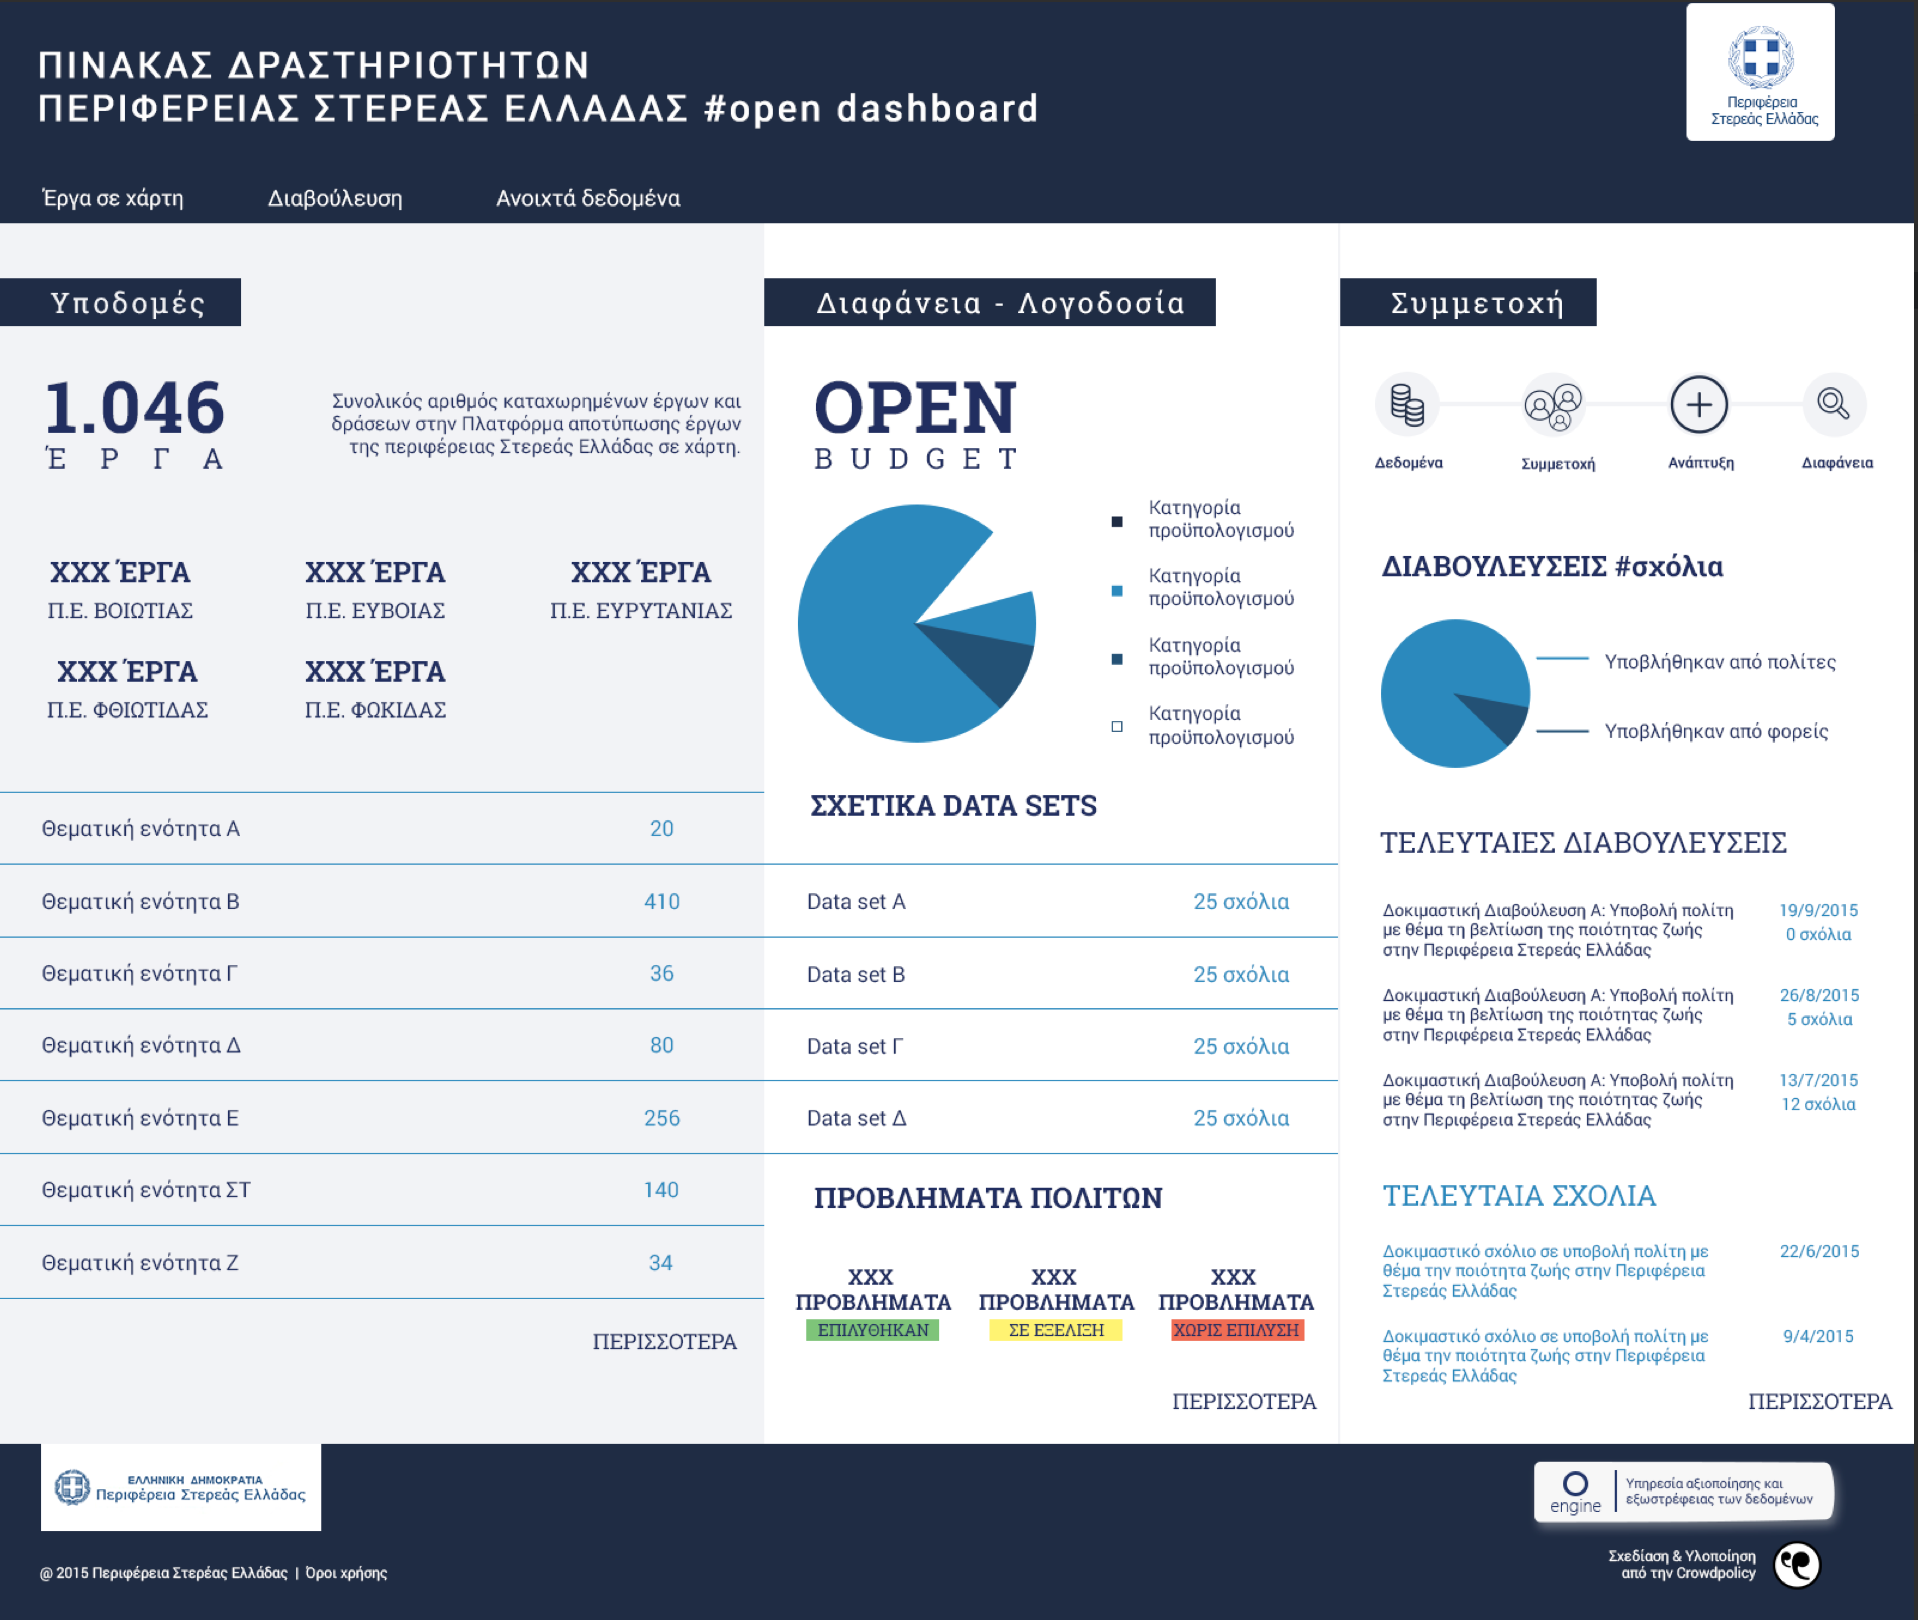 ΠΙΝΑΚΑΣ ΔΡΑΣΤΗΡΙΟΤΗΤΩΝ
ΠΕΡΙΦΕΡΕΙΑΣ ΣΤΕΡΕΑΣ ΕΛΛΑΔΑΣ #open dashboard
Περιφέρεια
Στερεάς Ελλάδας
Έργα σε χάρτη
Διαβούλευση
Ανοιχτά δεδομένα
Υποδομές
1.046
ΈΡΓΑ
Συνολικός αριθμός καταχωρημένων έργων και
δράσεων στην Πλατφόρμα αποτύπωσης έργων
της περιφέρειας Στερεάς Ελλάδας σε χάρτη.
ΧΧΧ ΈΡΓΑ
Π.Ε. ΒΟΙΩΤΙΑΣ
ΧΧΧ ΈΡΓΑ
Π.Ε. ΕΥΒΟΙΑΣ
ΧΧΧ ΈΡΓΑ
Π.Ε. ΕΥΡΥΤΑΝΙΑΣ
ΧΧΧ ΈΡΓΑ
Π.Ε. ΦΘΙΩΤΙΔΑΣ
ΧΧΧ ΈΡΓΑ
Π.Ε. ΦΩΚΙΔΑΣ
Θεματική ενότητα Α 20
Θεματική ενότητα Β 410
Θεματική ενότητα Γ 36
Θεματική ενότητα Δ 80
Θεματική ενότητα Ε 256
Θεματική ενότητα ΣΤ 140
Θεματική ενότητα Ζ 34
ΠΕΡΙΣΣΟΤΕΡΑ
Διαφάνεια - Λογοδοσία
OPEN
BUDGET
Κατηγορία
προϋπολογισμού
Κατηγορία
προϋπολογισμού
Κατηγορία
προϋπολογισμού
Κατηγορία
προϋπολογισμού
ΣΧΕΤΙΚΑ DATA SETS
Data set Α 25 σχόλια
Data set Β 25 σχόλια
Data set Γ 25 σχόλια
Data set Δ 25 σχόλια
ΠΡΟΒΛΗΜΑΤΑ ΠΟΛΙΤΩΝ
ΧΧΧ
ΠΡΟΒΛΗΜΑΤΑ
ΕΠΙΛΥΘΗΚΑΝ
ΧΧΧ
ΠΡΟΒΛΗΜΑΤΑ
ΣΕ ΕΞΕΛΙΞΗ
ΧΧΧ
ΠΡΟΒΛΗΜΑΤΑ
ΧΩΡΙΣ ΕΠΙΛΥΣΗ
ΠΕΡΙΣΣΟΤΕΡΑ
Συμμετοχή
Δεδομένα
Συμμετοχή
Ανάπτυξη
Διαφάνεια
ΔΙΑΒΟΥΛΕΥΣΕΙΣ #σχόλια
Υποβλήθηκαν από πολίτες
Υποβλήθηκαν από φορείς
ΤΕΛΕΥΤΑΙΕΣ ΔΙΑΒΟΥΛΕΥΣΕΙΣ
Δοκιμαστική Διαβούλευση Α: Υποβολή πολίτη
με θέμα τη βελτίωση της ποιότητας ζωής
στην Περιφέρεια Στερεάς Ελλάδας
19/9/2015
0 σχόλια
Δοκιμαστική Διαβούλευση Α: Υποβολή πολίτη
με θέμα τη βελτίωση της ποιότητας ζωής
στην Περιφέρεια Στερεάς Ελλάδας
26/8/2015
5 σχόλια
Δοκιμαστική Διαβούλευση Α: Υποβολή πολίτη
με θέμα τη βελτίωση της ποιότητας ζωής
στην Περιφέρεια Στερεάς Ελλάδας
13/7/2015
12 σχόλια
ΤΕΛΕΥΤΑΙΑ ΣΧΟΛΙΑ
Δοκιμαστικό σχόλιο σε υποβολή πολίτη με
θέμα την ποιότητα ζωής στην Περιφέρεια
Στερεάς Ελλάδας
22/6/2015
Δοκιμαστικό σχόλιο σε υποβολή πολίτη με
θέμα την ποιότητα ζωής στην Περιφέρεια
Στερεάς Ελλάδας
9/4/2015
ΠΕΡΙΣΣΟΤΕΡΑ
ΕΛΛΗΝΙΚΗ ΔΗΜΟΚΡΑΤΙΑ
Περιφέρεια Στερεάς Ελλάδας
@ 2015 Περιφέρεια Στερέας Ελλάδας | Όροι χρήσης
engine
Υπηρεσία αξιοποίησης και
εξωστρέφειας των δεδομένων
Σχεδίαση & Υλοποίηση
από την Crowdpolicy